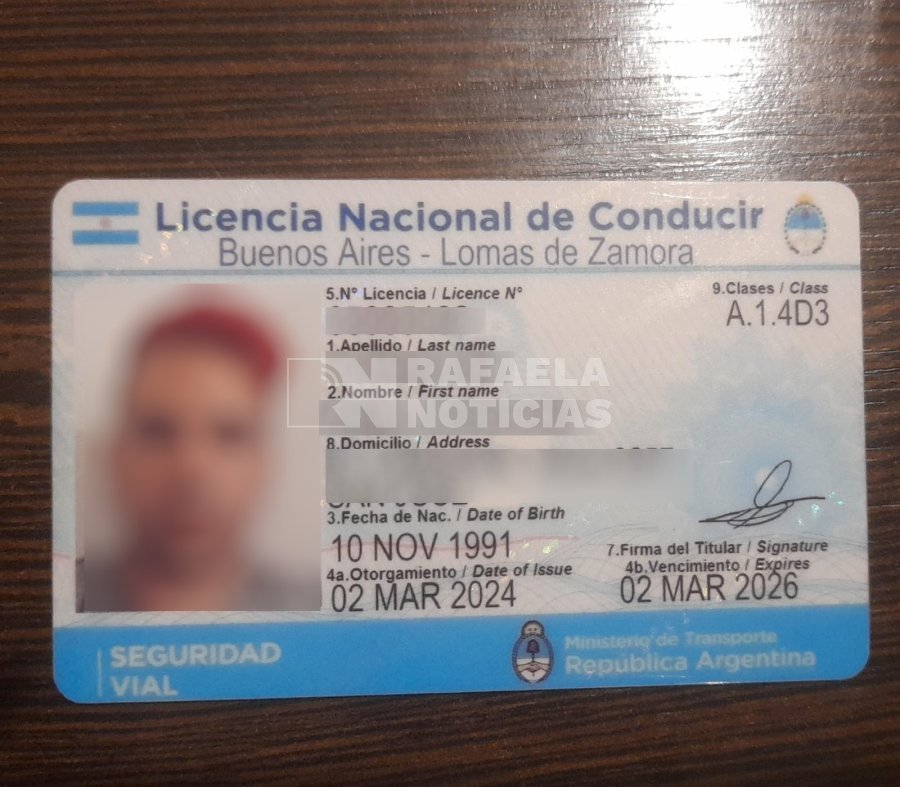 Licencia Nacional de Conducir
Buenos Aires - Lomas de Zamora
5.N° Licencia / Licence N°
9.Clases / Class
A.1.4D3
1.Apellido / Last name
RAFAELA
NOTICIAS
2.Nombre / First name
8.Domicilio / Address
SAN JOSE
3.Fecha de Nac. / Date of Birth
10 NOV 1991
7.Firma del Titular / Signature
4a.Otorgamiento / Date of Issue
4b.Vencimiento / Expires
02 MAR 2024
02 MAR 2026
SEGURIDAD
VIAL
Ministerio de Transporte
República Argentina